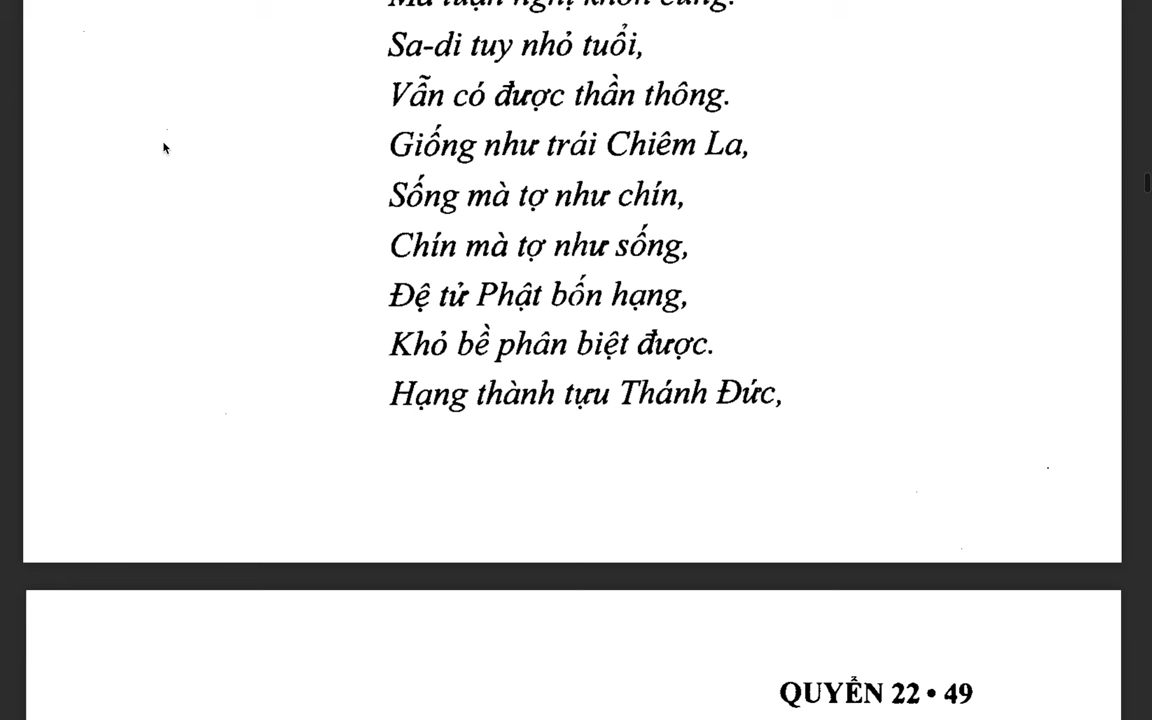 Sa-di tuy nhỏ tuổi,
Vẫn có được thần thông.
Giống như trái Chiêm La,
Sống mà tợ như chín,
Chín mà tợ như sống,
Đệ tử Phật bốn hạng,
Khỏ bề phân biệt được.
Hạng thành tựu Thánh Đức,
QUYỂN 22 • 49